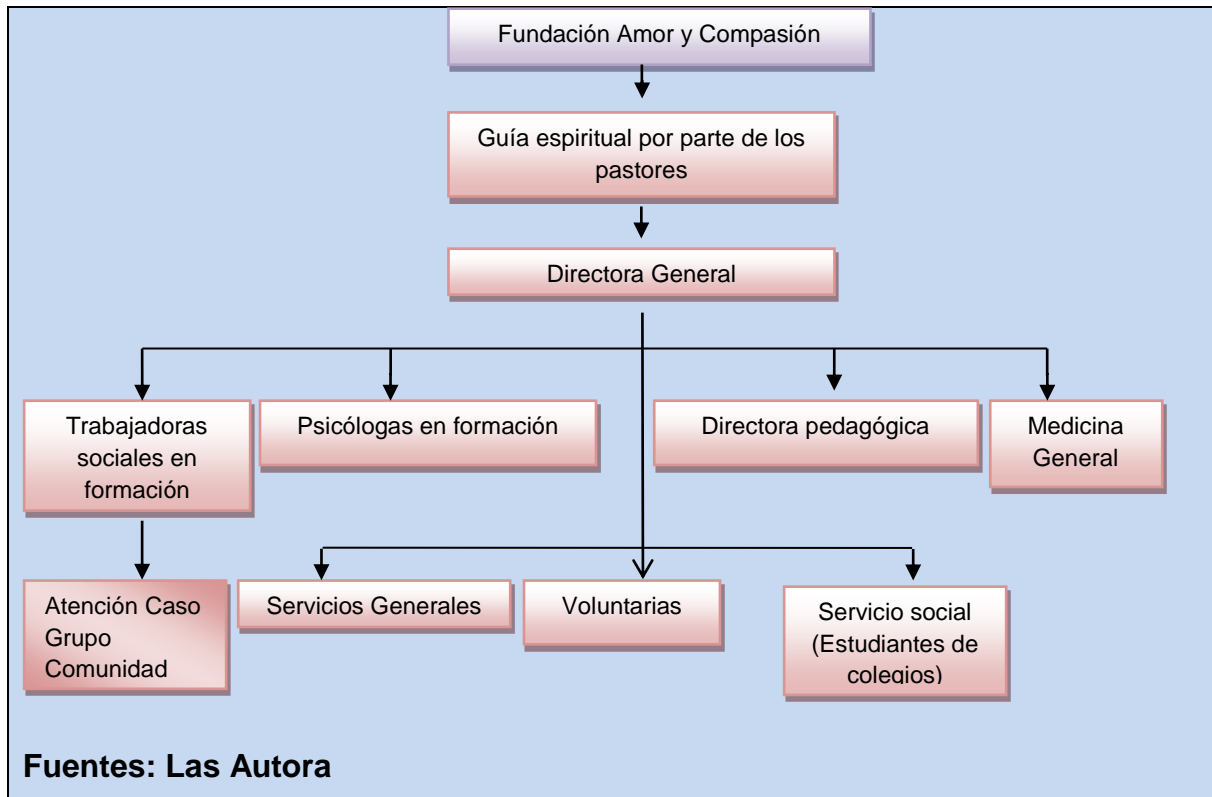 Fundación Amor y Compasión
Guía espiritual por parte de los
pastores
Directora General
Trabajadoras
sociales en
formación
Psicólogas en formación
Directora pedagógica
Medicina
General
Atención Caso
Grupo
Comunidad
Servicios Generales
Voluntarias
Servicio social
(Estudiantes de
colegios)
Fuentes: Las Autora